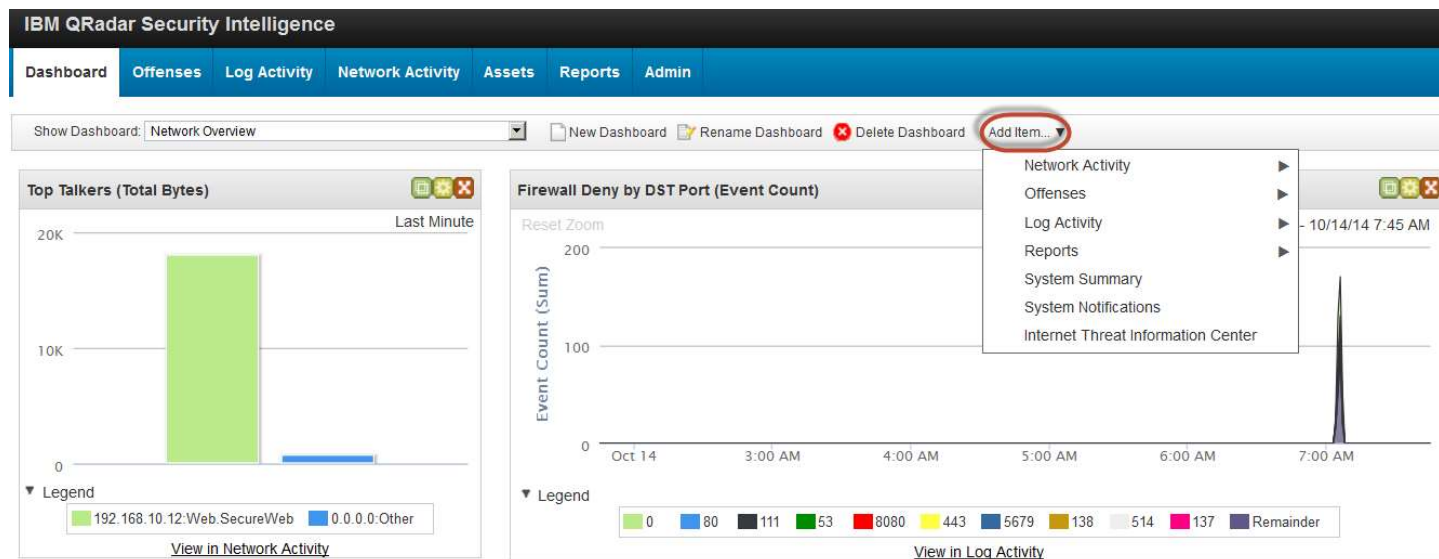 IBM QRadar Security Intelligence
Dashboard Offenses Log Activity Network Activity Assets Reports Admin
Show Dashboard: Network Overview New Dashboard Rename Dashboard Delete Dashboard Add Item...
Network Activity
Offenses
Log Activity
Reports
System Summary
System Notifications
Internet Threat Information Center
Top Talkers (Total Bytes)
Last Minute
20K
10K
0
Legend
192.168.10.12:Web.SecureWeb 0.0.0.0:Other
View in Network Activity
Firewall Deny by DST Port (Event Count)
Reset Zoom
- 10/14/14 7:45 AM
Event Count (Sum)
200
100
0
Oct 14 3:00 AM 4:00 AM 5:00 AM 6:00 AM 7:00 AM
Legend
0 80 111 53 8080 443 5679 138 514 137 Remainder
View in Log Activity